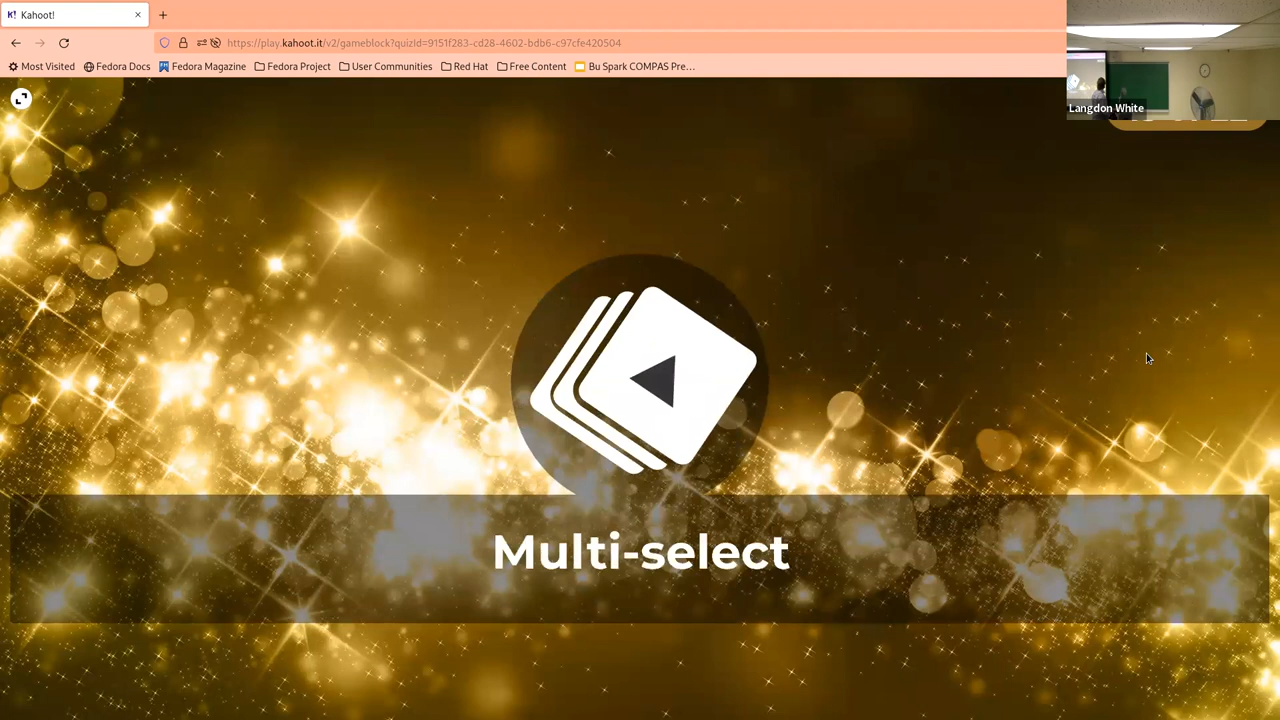 K! Kahoot!
https://play.kahoot.it/v2/gameblock?quizId=9151f283-cd28-4602-bdb6-c97cfe420504
Most Visited Fedora Docs Fedora Magazine Fedora Project User Communities Red Hat Free Content Bu Spark COMPAS Pre...
Langdon White
Multi-select